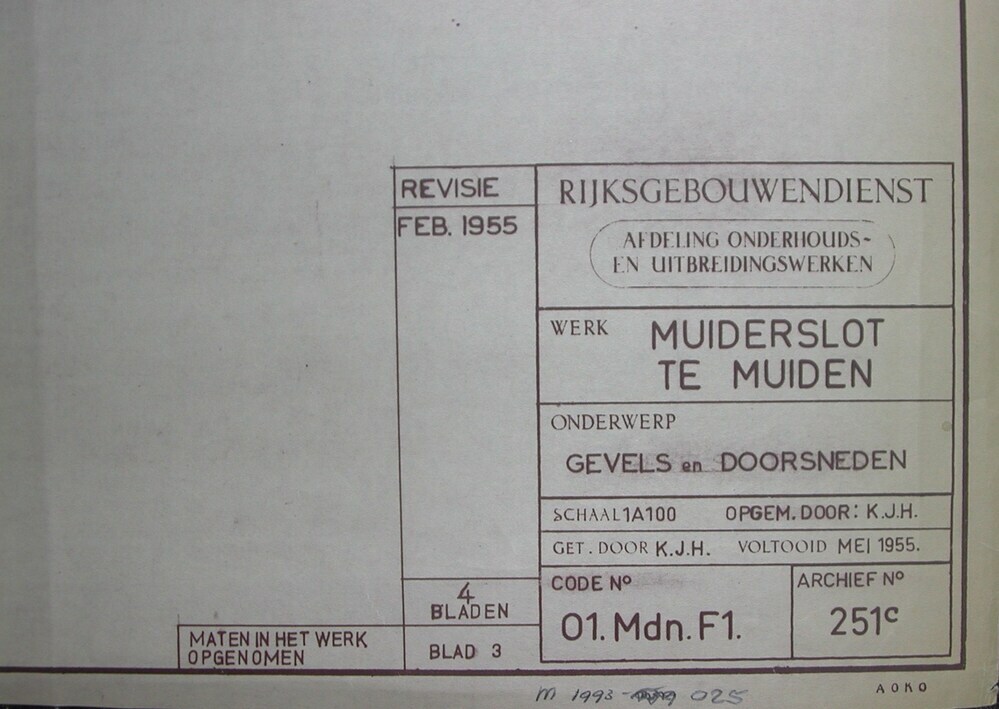 REVISIE
FEB. 1955
RIJKSGEBOUWENDIENST
AFDELING ONDERHOUDS-
EN UITBREIDINGSWERKEN
WERK MUIDERSLOT
TE MUIDEN
ONDERWERP
GEVELS en DOORSNEDEN
SCHAAL 1A100 OPGEM. DOOR: K.J.H.
GET. DOOR K.J.H. VOLTOOID MEI 1955.
CODE No
01. Mdn. F1.
ARCHIEF No
251c
4
BLADEN
BLAD 3
MATEN IN HET WERK
OPGENOMEN
M 1993- 025
AOKO